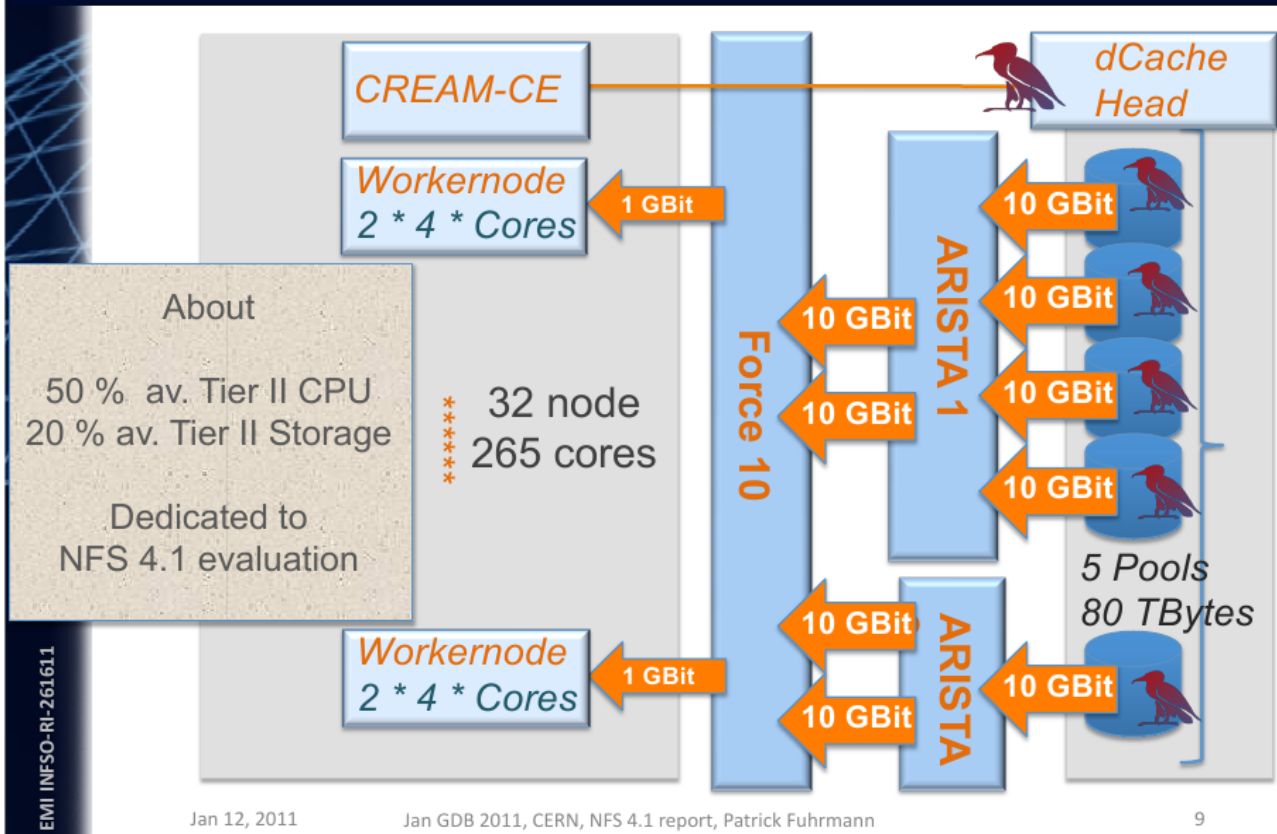 CREAM-CE
dCache
Head
Workernode
2 * 4 * Cores
1 GBit
10 GBit
10 GBit
10 GBit
10 GBit
ARISTA 1
10 GBit
10 GBit
Force 10
About
50 % av. Tier II CPU
20 % av. Tier II Storage
Dedicated to
NFS 4.1 evaluation
******
32 node
265 cores
5 Pools
80 TBytes
Workernode
2 * 4 * Cores
1 GBit
10 GBit
10 GBit
ARISTA
10 GBit
EMI INFSO-RI-261611
Jan 12, 2011
Jan GDB 2011, CERN, NFS 4.1 report, Patrick Fuhrmann
9